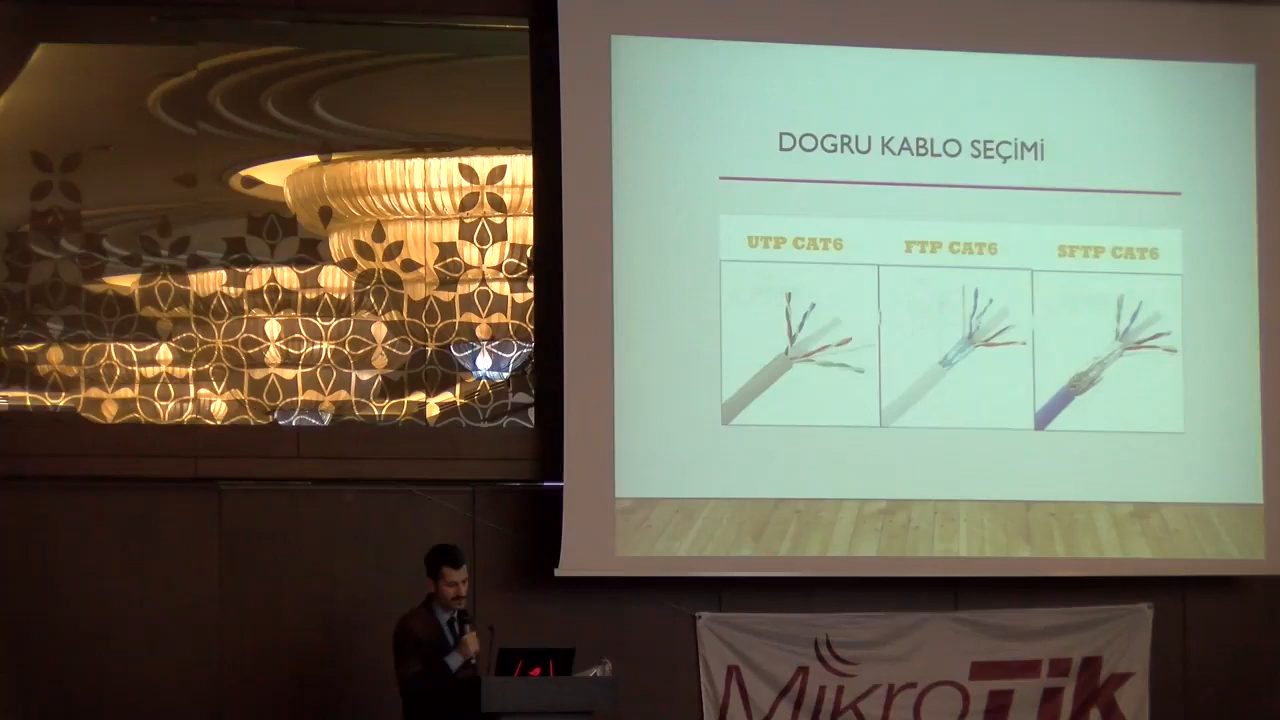 DOGRU KABLO SEÇİMİ
UTP CAT6
FTP CAT6
SFTP CAT6
MikroTik